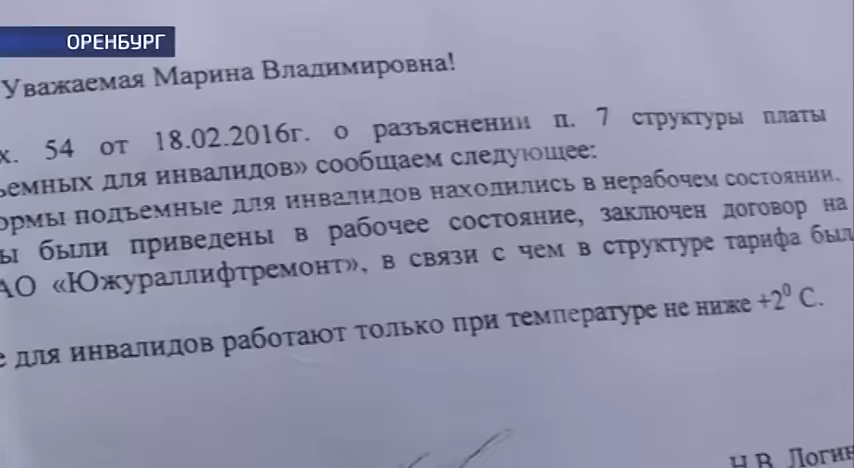 ОРЕНБУРГ
Уважаемая Марина Владимировна!
х. 54 от 18.02.2016г. о разъяснении п. 7 структуры платы
ъемных для инвалидов» сообщаем следующее:
ормы подъемные для инвалидов находились в нерабочем состоянии.
ы были приведены в рабочее состояние, заключен договор на
АО «Южураллифтремонт», в связи с чем в структуре тарифа был
е для инвалидов работают только при температуре не ниже +2⁰ С.
Н.В. Логин